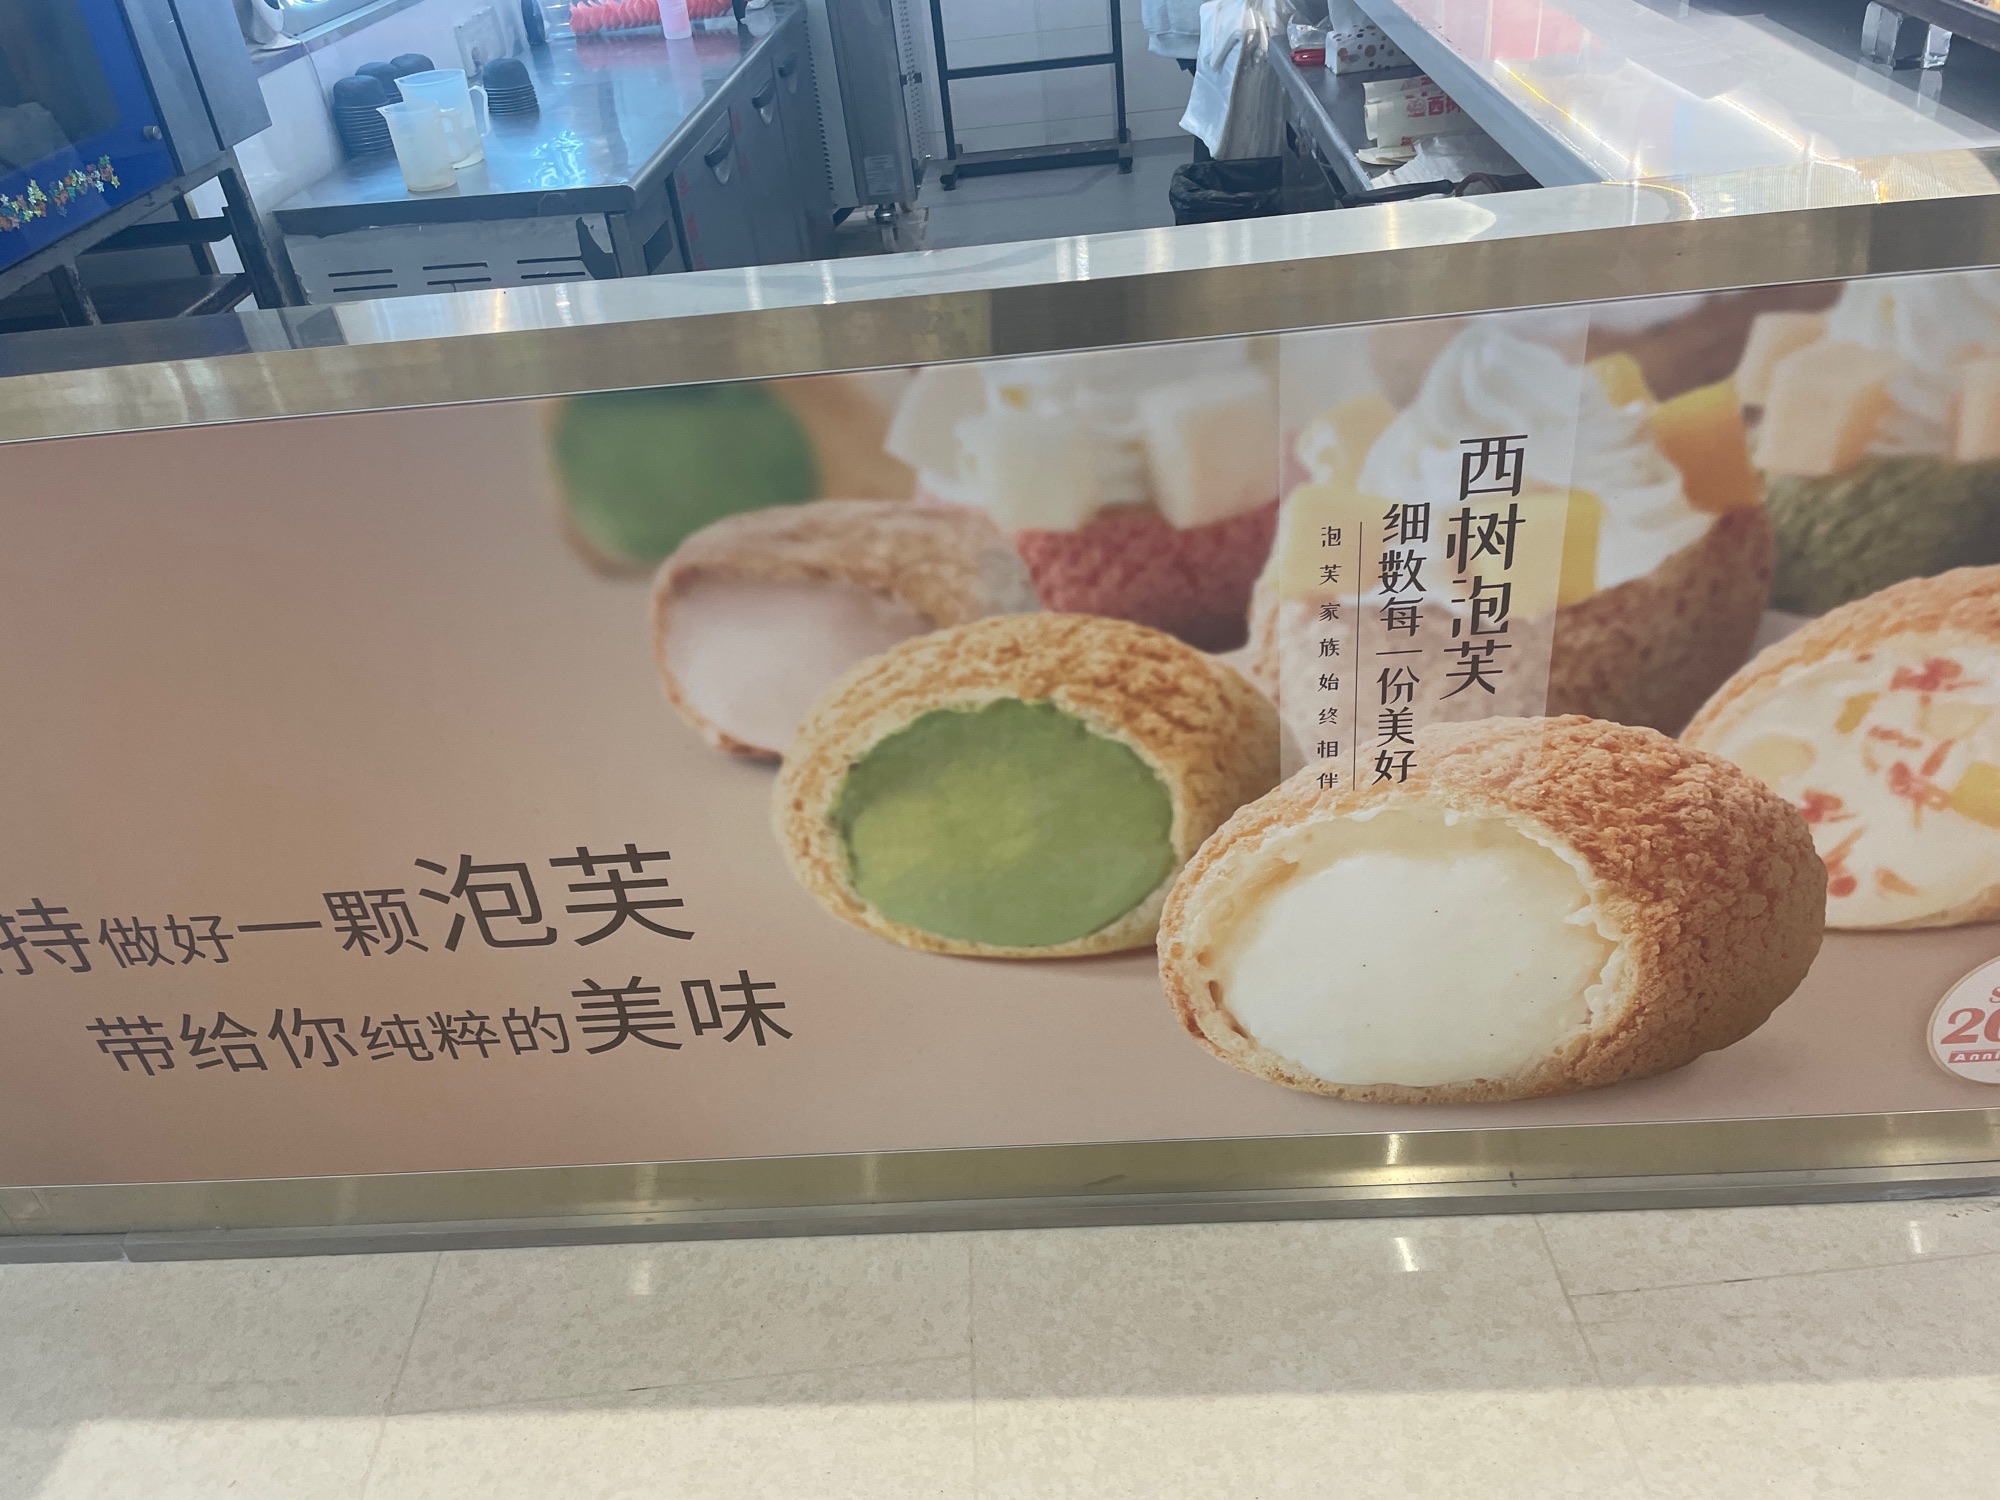 西树泡芙
细数每一份美好
泡芙家族始终相伴
持做好一颗泡芙
带给你纯粹的美味